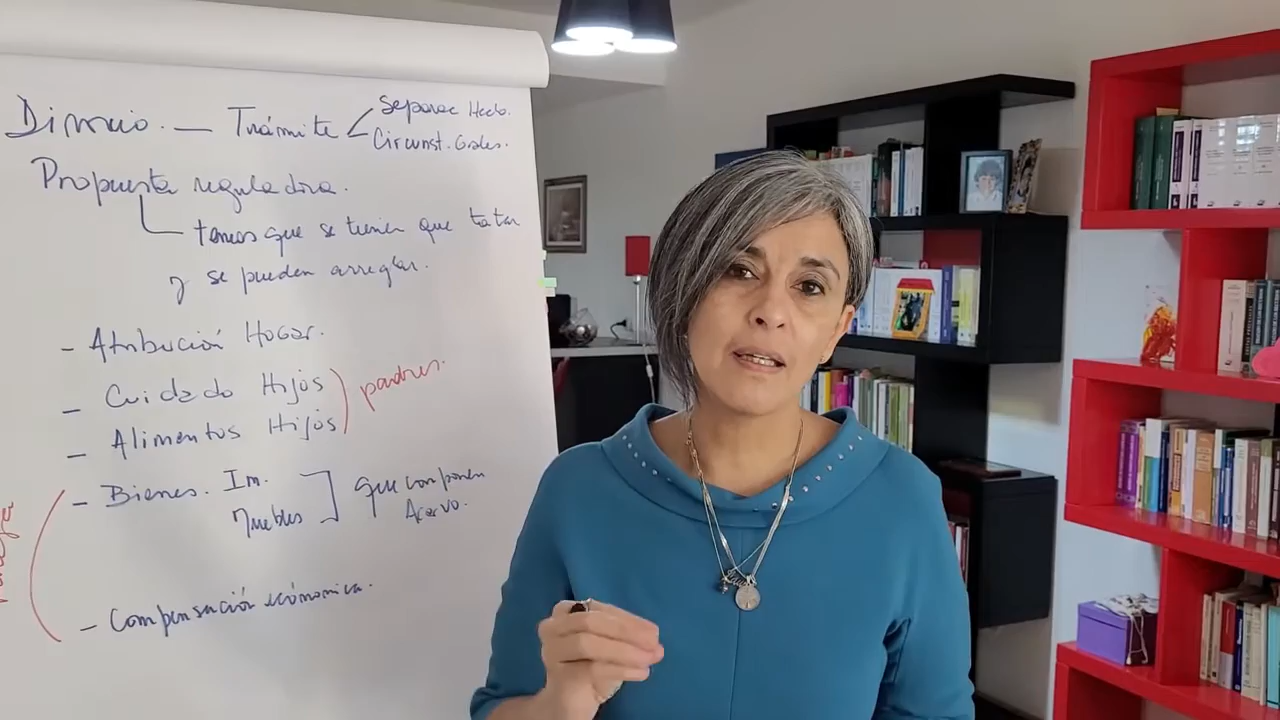 Divorcio. — Trámite < Separac Hecho.
Circunst. Grales.
Propuesta reguladora.
temas que se tienen que tratar
y se pueden arreglar.
- Atribución Hogar.
- Cuidado Hijos
- Alimentos Hijos
padres.
- Bienes. Im.
Muebles
que componen
Acervo.
- Compensación económica.